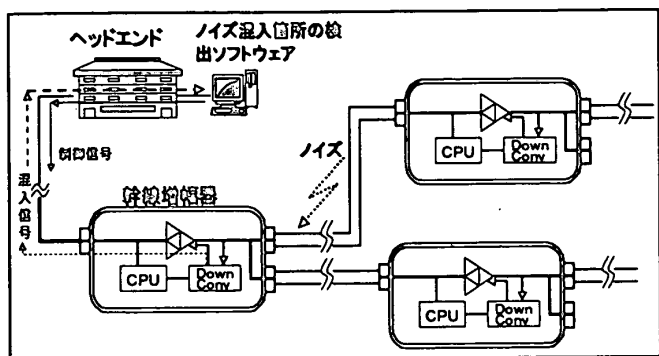 ヘッドエンド
ノイズ混入箇所の検
出ソフトウェア
制御信号
混入信号
ノイズ
幹線増幅器
CPU
Down
Conv
CPU
Down
Conv
CPU
Down
Conv